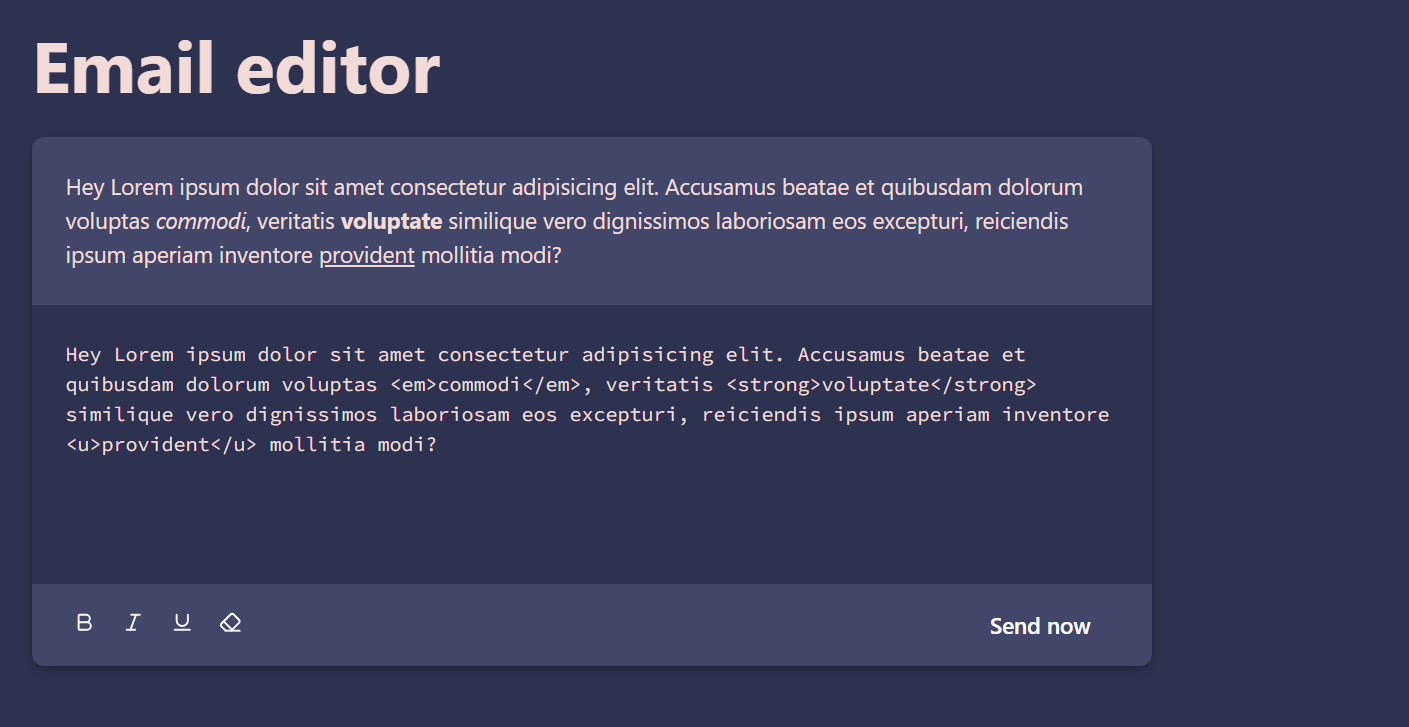 Email editor
Hey Lorem ipsum dolor sit amet consectetur adipisicing elit. Accusamus beatae et quibusdam dolorum
voluptas commodi, veritatis voluptate similique vero dignissimos laboriosam eos excepturi, reiciendis
ipsum aperiam inventore provident mollitia modi?
Hey Lorem ipsum dolor sit amet consectetur adipisicing elit. Accusamus beatae et
quibusdam dolorum voluptas <em>commodi</em>, veritatis <strong>voluptate</strong>
similique vero dignissimos laboriosam eos excepturi, reiciendis ipsum aperiam inventore
<u>provident</u> mollitia modi?
B I U
Send now